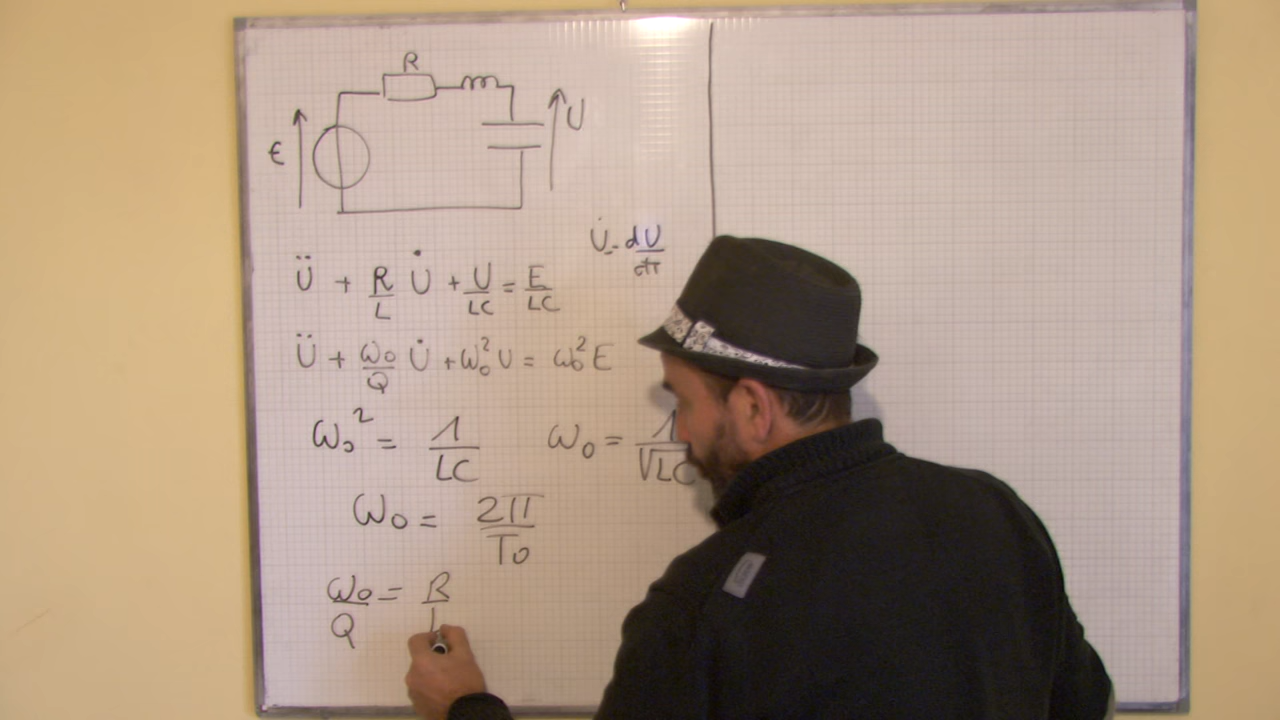 R
ε
U
U̇ = dU/dt
Ü + R/L U̇ + U/LC = E/LC
Ü + ω₀/Q U̇ + ω₀² U = ω₀² E
ω₀² = 1/LC ω₀ = 1/√LC
ω₀ = 2π/T₀
ω₀/Q = R/L